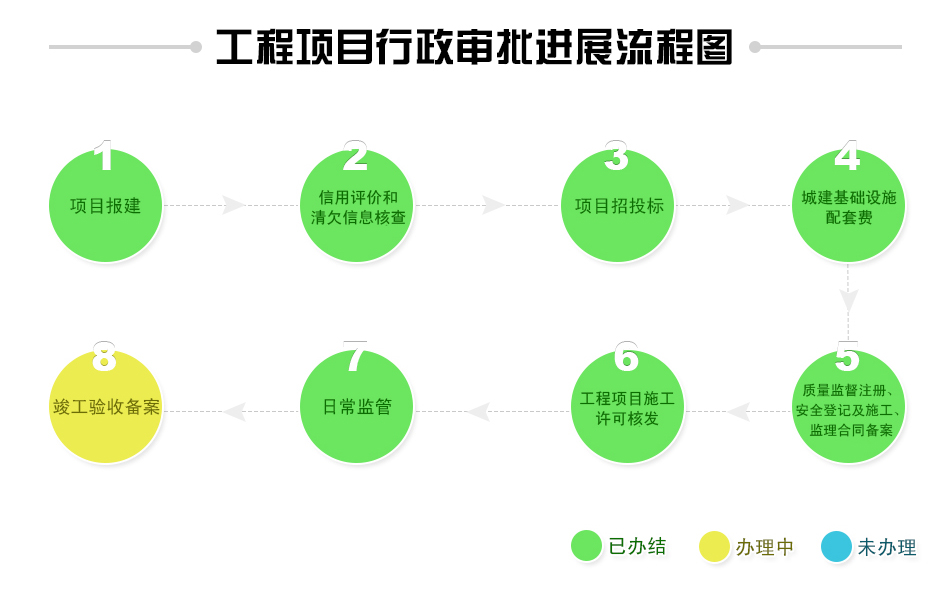 工程项目行政审批进展流程图
1
项目报建
2
信用评价和
清欠信息核查
3
项目招投标
4
城建基础设施
配套费
5
质量监督注册、
安全登记及施工、
监理合同备案
6
工程项目施工
许可核发
7
日常监管
8
竣工验收备案
已办结
办理中
未办理